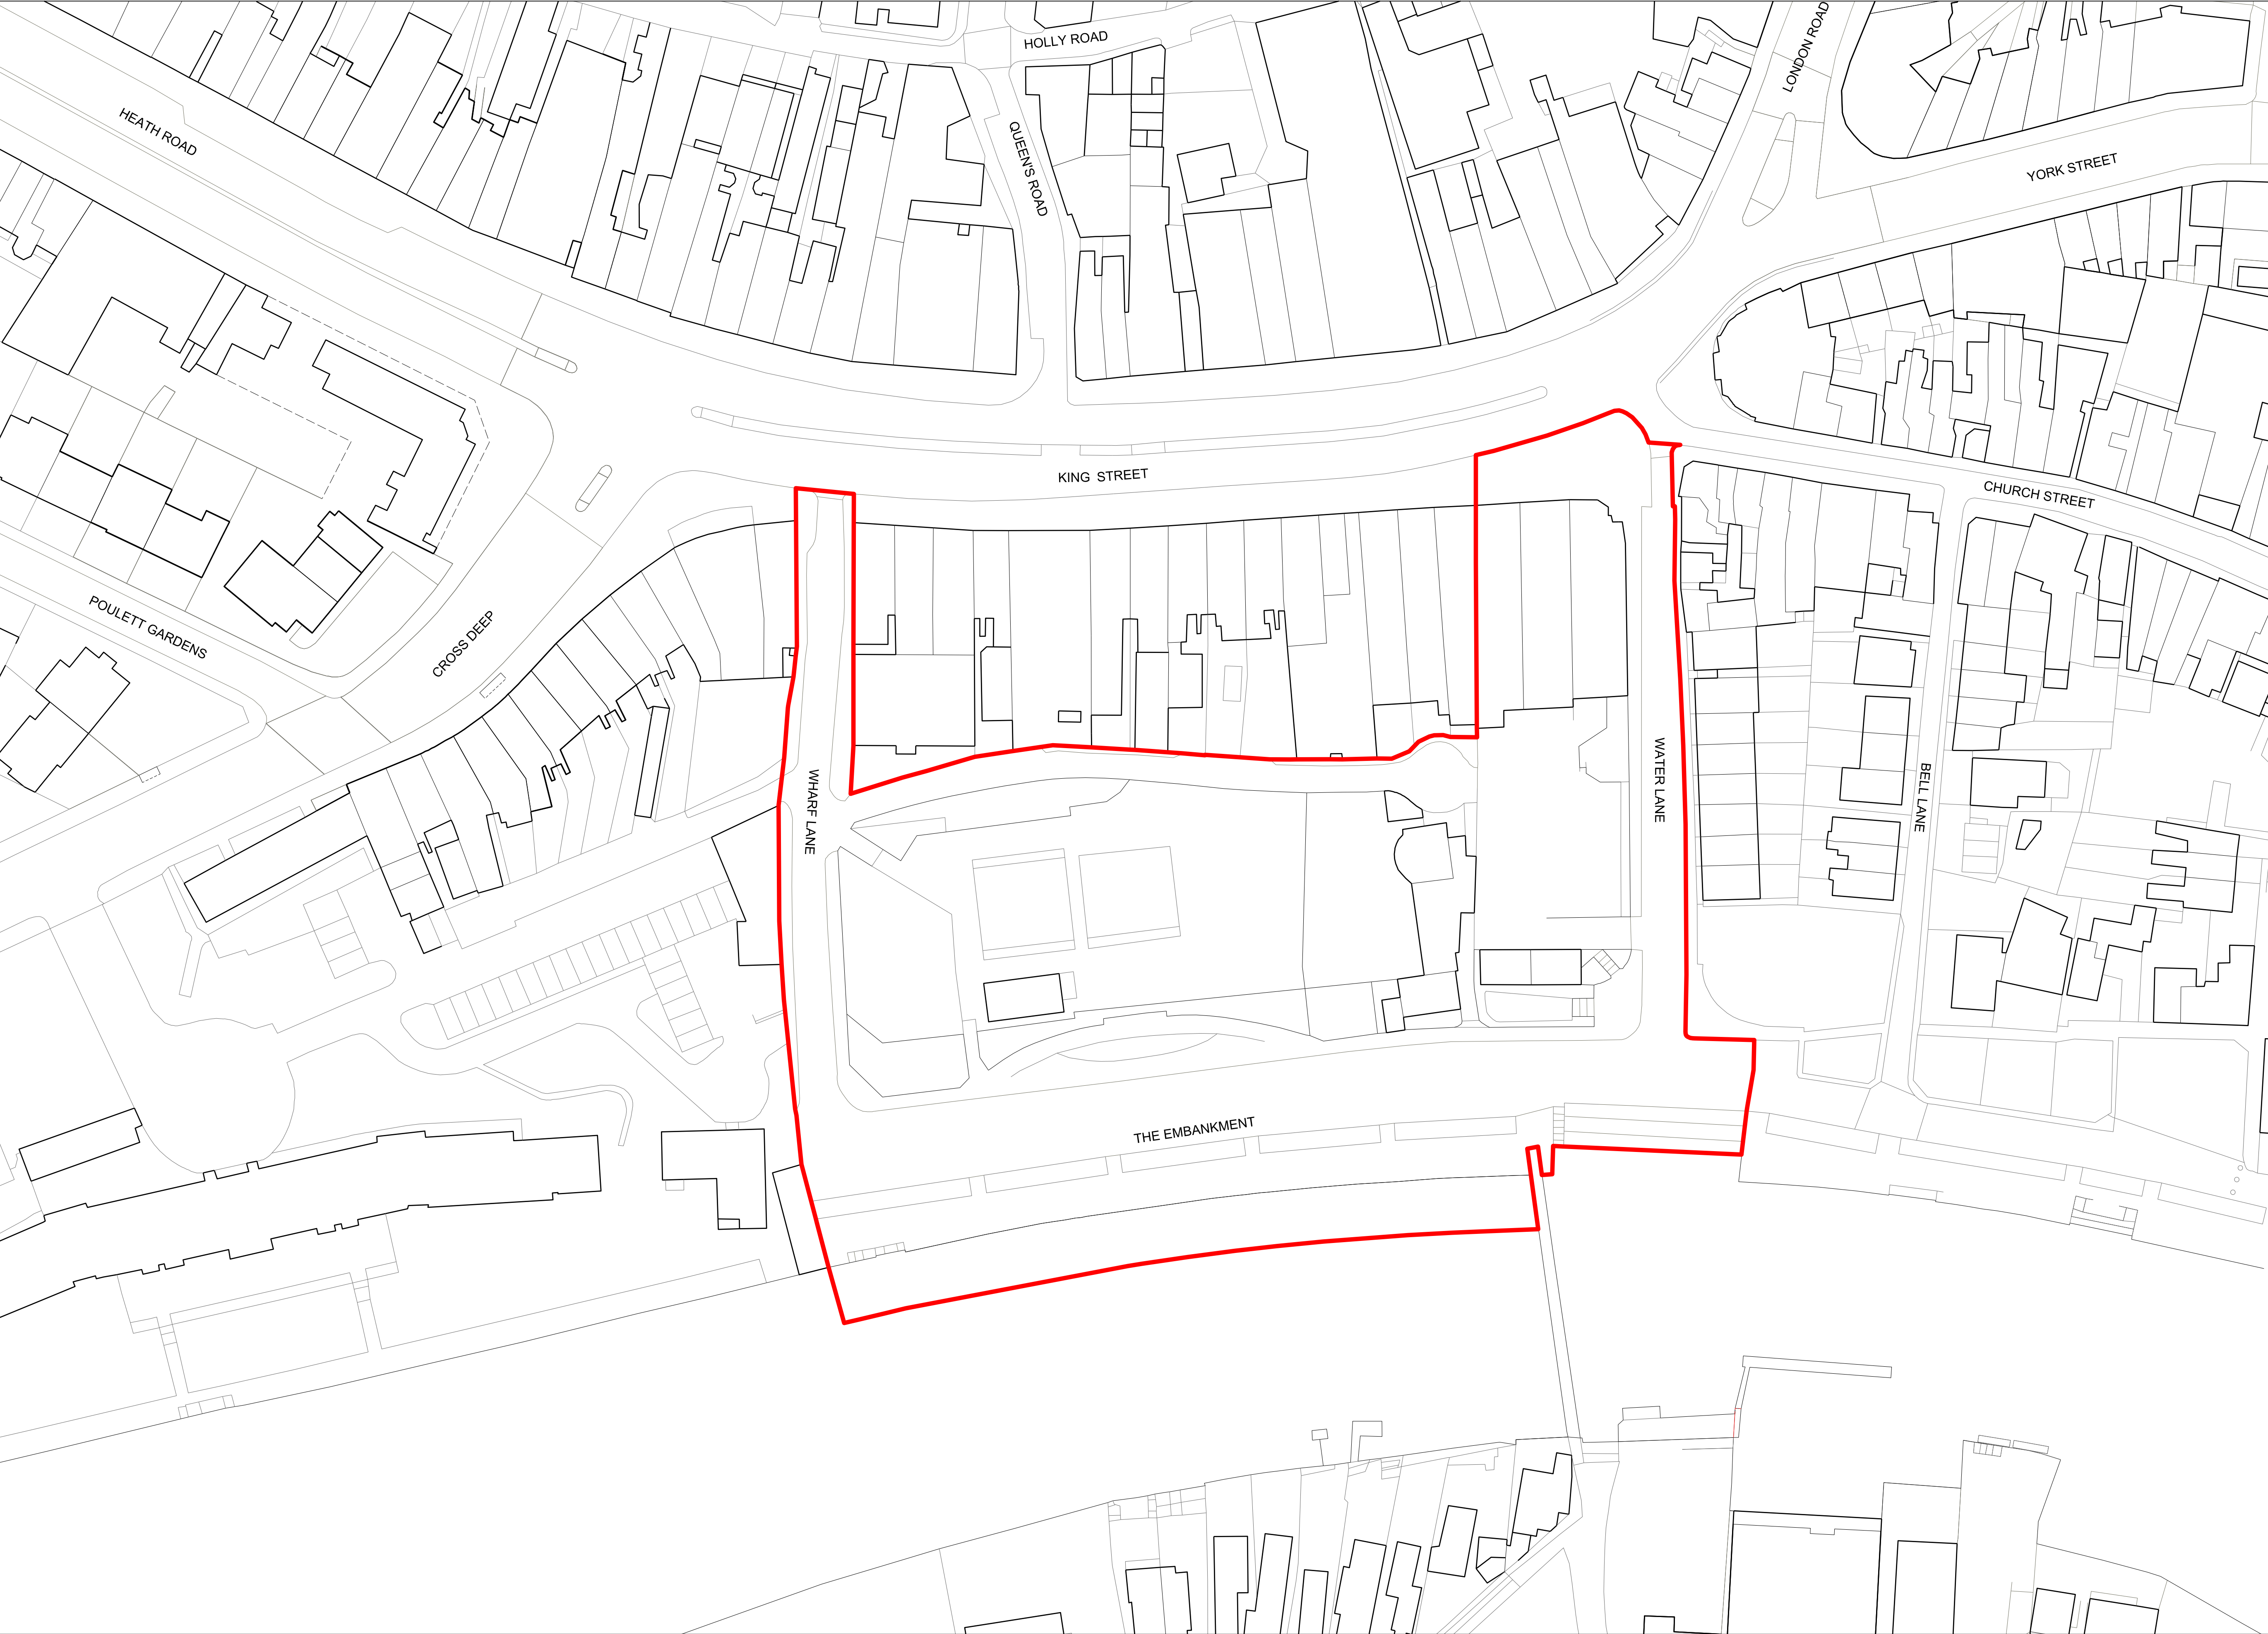 HOLLY ROAD
LONDON ROAD
HEATH ROAD
QUEEN'S ROAD
YORK STREET
KING STREET
CHURCH STREET
POULETT GARDENS
CROSS DEEP
WHARF LANE
WATER LANE
BELL LANE
THE EMBANKMENT